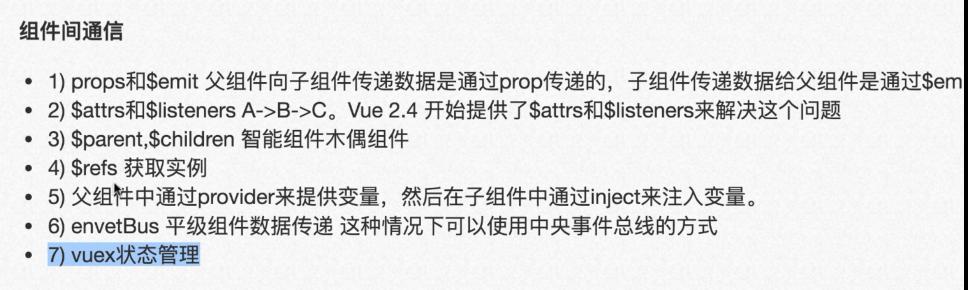 组件间通信
• 1) props和$emit 父组件向子组件传递数据是通过prop传递的，子组件传递数据给父组件是通过$em
• 2) $attrs和$listeners A->B->C。Vue 2.4 开始提供了$attrs和$listeners来解决这个问题
• 3) $parent,$children 智能组件木偶组件
• 4) $refs 获取实例
• 5) 父组件中通过provider来提供变量，然后在子组件中通过inject来注入变量。
• 6) envetBus 平级组件数据传递 这种情况下可以使用中央事件总线的方式
• 7) vuex状态管理